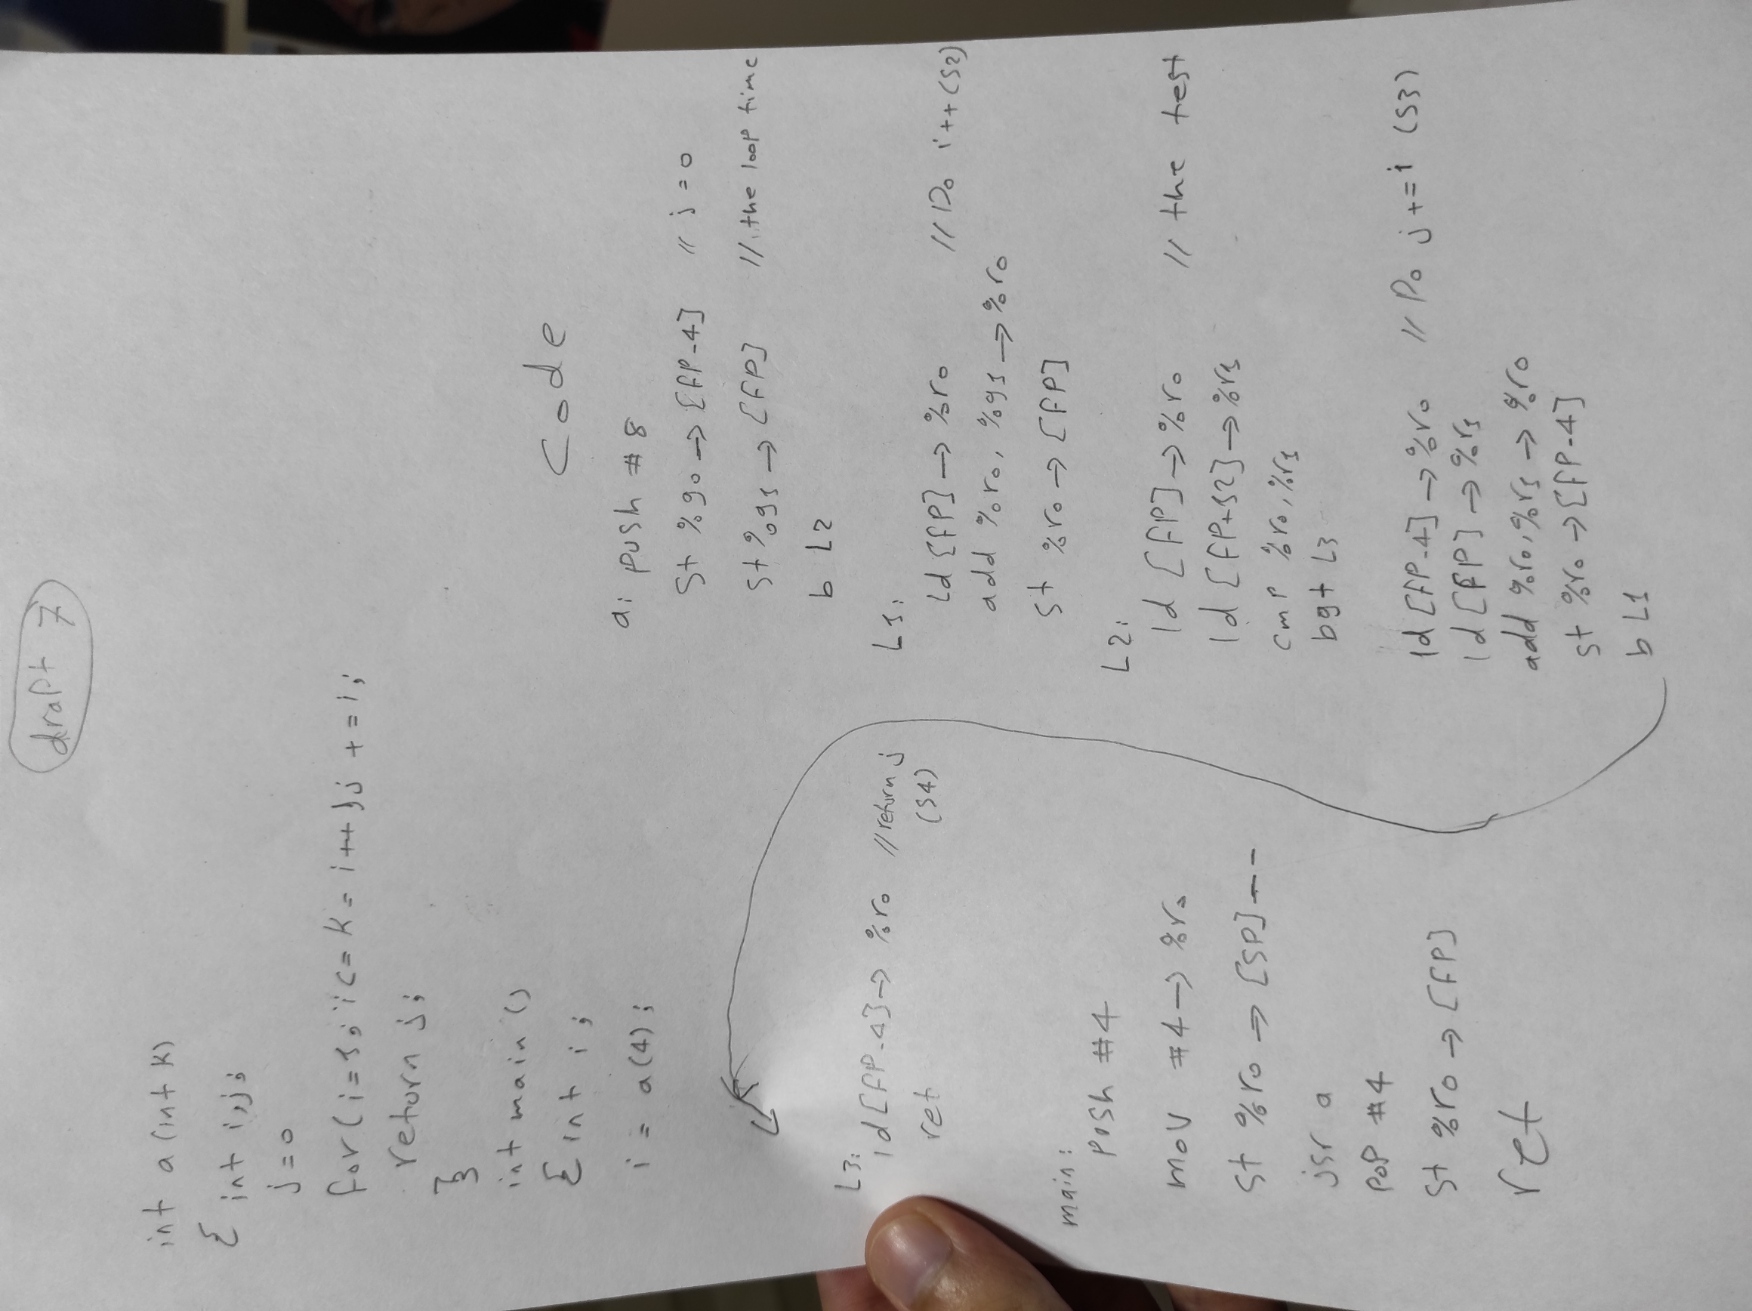 draft 7
int a (int k)
{ int i,j;
j=0
for(i=1; i<= k = i++)j +=i;
return j;
}
int main ()
{ int i;
i = a(4);
code
a: push #8
st %g0 → [FP-4] // j=0
st %g1 → [FP] // the loop time
b L2
L1:
ld [FP] → %r0 // Do i++(S2)
add %r0, %g1 → %r0
st %r0 → [FP]
L2:
ld [FP] → %r0 // the test
ld [FP+12] → %r1
cmp %r0,%r1
bgt L3
ld [FP-4] → %r0 // Do j+=i (S3)
ld [FP] → %r1
add %r0,%r1 → %r0
st %r0 → [FP-4]
b L1
L3:
ld [FP-4] → %r0 // return j
ret (S4)
main:
push #4
mov #4 → %r0
st %r0 → [SP]--
jsr a
pop #4
st %r0 → [FP]
ret